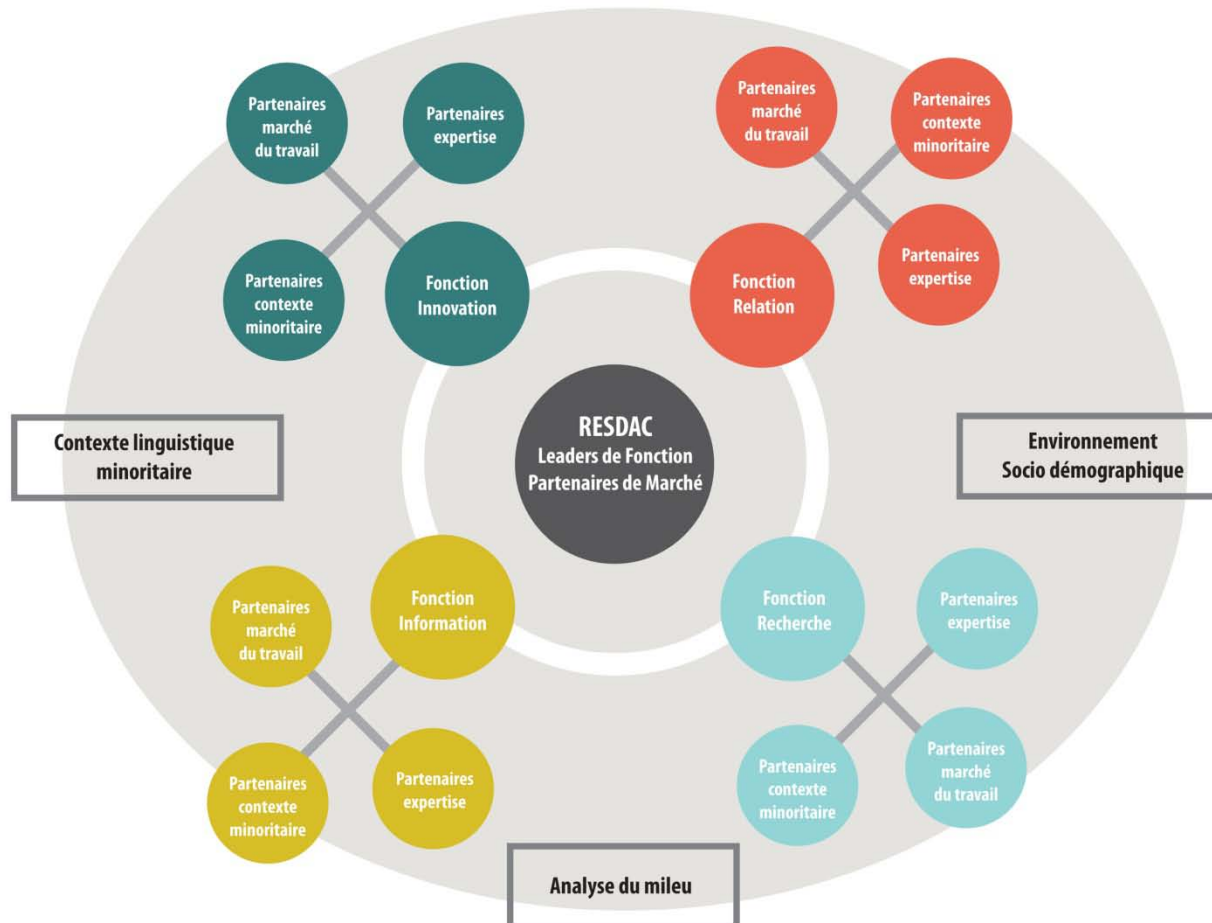 Partenaires
marché
du travail
Partenaires
expertise
Partenaires
contexte
minoritaire
Fonction
Innovation
Partenaires
marché
du travail
Partenaires
contexte
minoritaire
Partenaires
expertise
Fonction
Relation
RESDAC
Leaders de Fonction
Partenaires de Marché
Contexte linguistique
minoritaire
Environnement
Socio démographique
Partenaires
marché
du travail
Fonction
Information
Partenaires
contexte
minoritaire
Partenaires
expertise
Fonction
Recherche
Partenaires
expertise
Partenaires
contexte
minoritaire
Partenaires
marché
du travail
Analyse du mileu